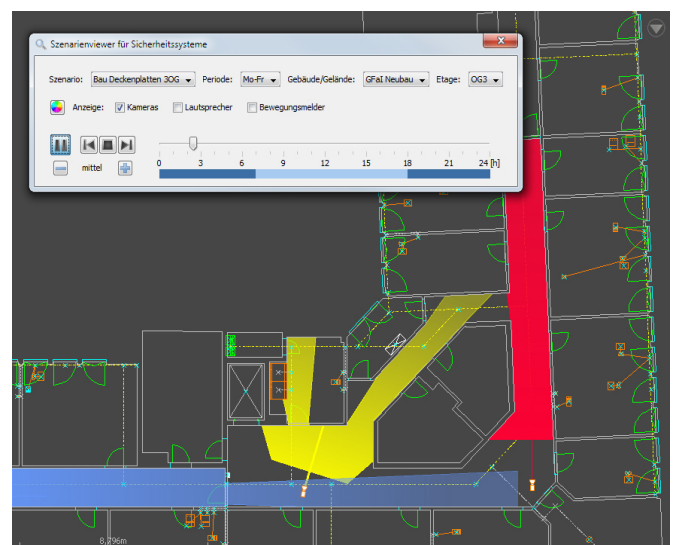 Szenarienviewer für Sicherheitssysteme
Szenario: Bau Deckenplatten 3OG Periode: Mo-Fr Gebäude/Gelände: GFaI Neubau Etage: OG3
Anzeige: Kameras Lautsprecher Bewegungsmelder
mittel
0 3 6 9 12 15 18 21 24 [h]
8,796m